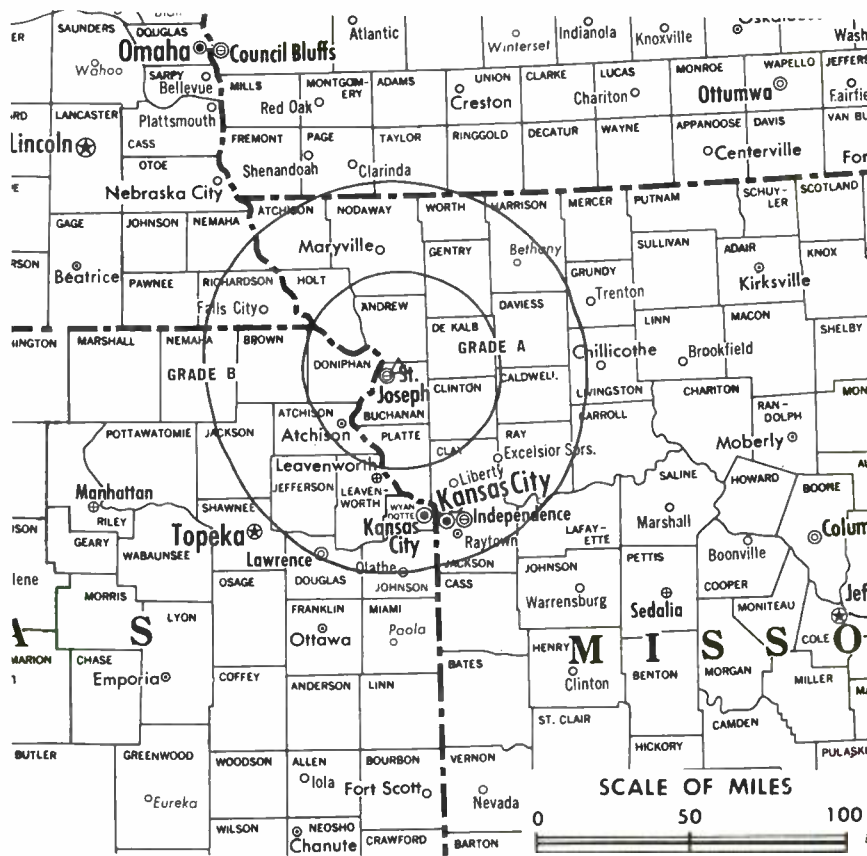 SAUNDERS
DOUGLAS
Omaha
Council Bluffs
Atlantic
Winterset
Indianola
Knoxville
Wahoo
SARPY
Bellevue
MILLS
MONTGOM-
ERY
ADAMS
UNION
CLARKE
LUCAS
MONROE
WAPELLO
JEFFERS
Red Oak
Creston
Chariton
Ottumwa
Fairfie
Plattsmouth
LANCASTER
CASS
FREMONT
PAGE
TAYLOR
RINGGOLD
DECATUR
WAYNE
APPANOOSE
DAVIS
VAN BU
Lincoln
OTOE
Shenandoah
Clarinda
Centerville
For
Nebraska City
GAGE
JOHNSON
NEMAHA
ATCHISON
NODAWAY
WORTH
HARRISON
MERCER
PUTNAM
SCHUY-
LER
SCOTLAND
Maryville
GENTRY
Bethany
SULLIVAN
ADAIR
KNOX
Beatrice
PAWNEE
RICHARDSON
HOLT
GRUNDY
Kirksville
Falls City
ANDREW
DAVIESS
Trenton
LINN
MACON
SHELBY
MARSHALL
NEMAHA
BROWN
DE KALB
GRADE A
Chillicothe
Brookfield
GRADE B
DONIPHAN
St.
Joseph
CLINTON
CALDWELL
LIVINGSTON
CHARITON
ATCHISON
BUCHANAN
CARROLL
RAN-
DOLPH
POTTAWATOMIE
JACKSON
Atchison
PLATTE
CLAY
RAY
Excelsior Sprs.
Moberly
Leavenworth
JEFFERSON
LEAVEN-
WORTH
Liberty
SALINE
HOWARD
BOONE
Manhattan
SHAWNEE
WYAN
DOTTE
Kansas City
Independence
Marshall
RILEY
Topeka
Kansas
City
Raytown
LAFAY-
ETTE
Colum
GEARY
WABAUNSEE
Lawrence
Olathe
JACKSON
PETTIS
Boonville
lene
OSAGE
DOUGLAS
JOHNSON
CASS
JOHNSON
Warrensburg
COOPER
MORRIS
LYON
FRANKLIN
MIAMI
Sedalia
MONITEAU
Jef
COLE
A S
Ottawa
Paola
HENRY
M I S S O
MARION
CHASE
Emporia
COFFEY
BATES
Clinton
BENTON
MORGAN
MILLER
ANDERSON
LINN
ST. CLAIR
CAMDEN
BUTLER
GREENWOOD
WOODSON
ALLEN
BOURBON
VERNON
HICKORY
PULASKI
Iola
Fort Scott
Nevada
SCALE OF MILES
Eureka
0 50 100
WILSON
NEOSHO
Chanute
CRAWFORD
BARTON